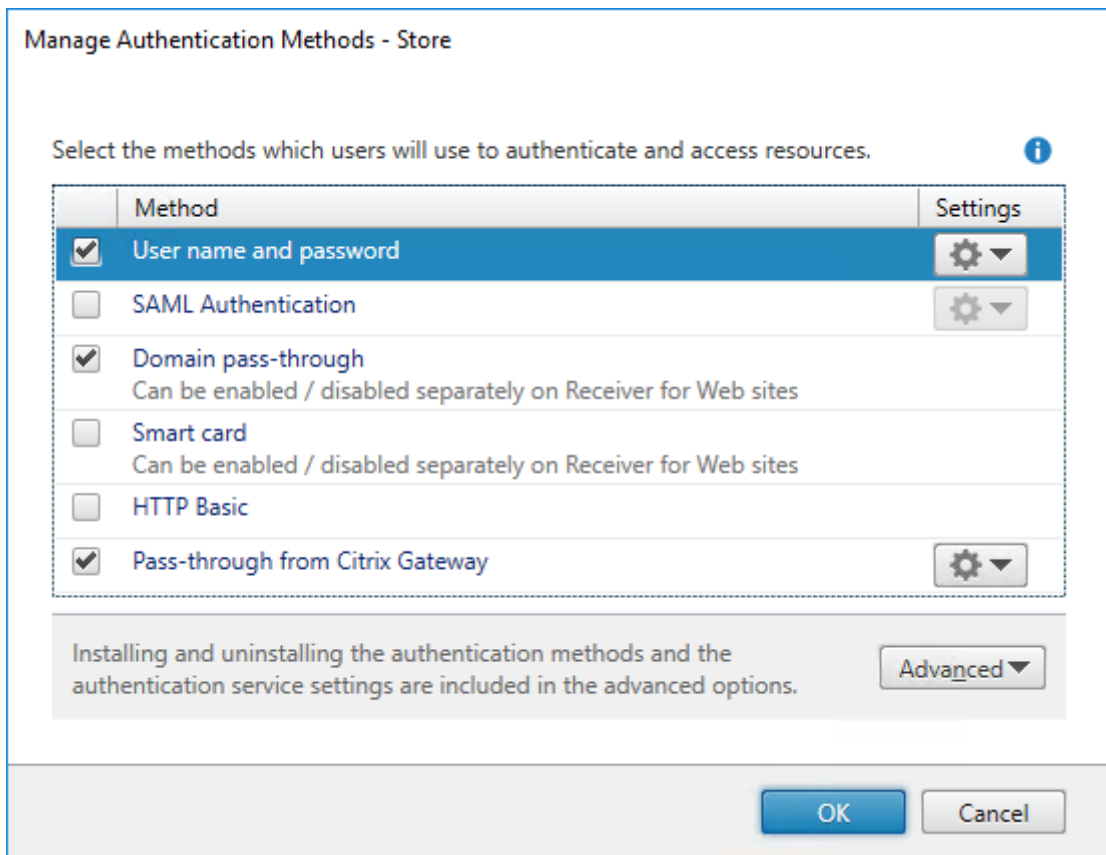 Manage Authentication Methods - Store
Select the methods which users will use to authenticate and access resources.
Method Settings
User name and password
SAML Authentication
Domain pass-through
Can be enabled / disabled separately on Receiver for Web sites
Smart card
Can be enabled / disabled separately on Receiver for Web sites
HTTP Basic
Pass-through from Citrix Gateway
Installing and uninstalling the authentication methods and the
authentication service settings are included in the advanced options.
Advanced
OK Cancel